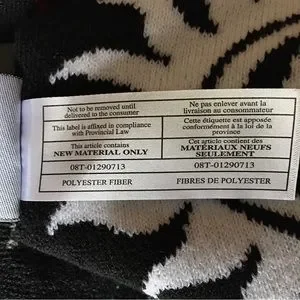 Not to be removed until
delivered to the consumer
This label is affixed in compliance
with Provincial Law
This article contains
NEW MATERIAL ONLY
08T-01290713
POLYESTER FIBER
Ne pas enlever avant la
livraison au consommateur
Cette étiquette est apposée
conformément à la loi de la
province
Cet article contient des
MATÉRIAUX NEUFS
SEULEMENT
08T-01290713
FIBRES DE POLYESTER